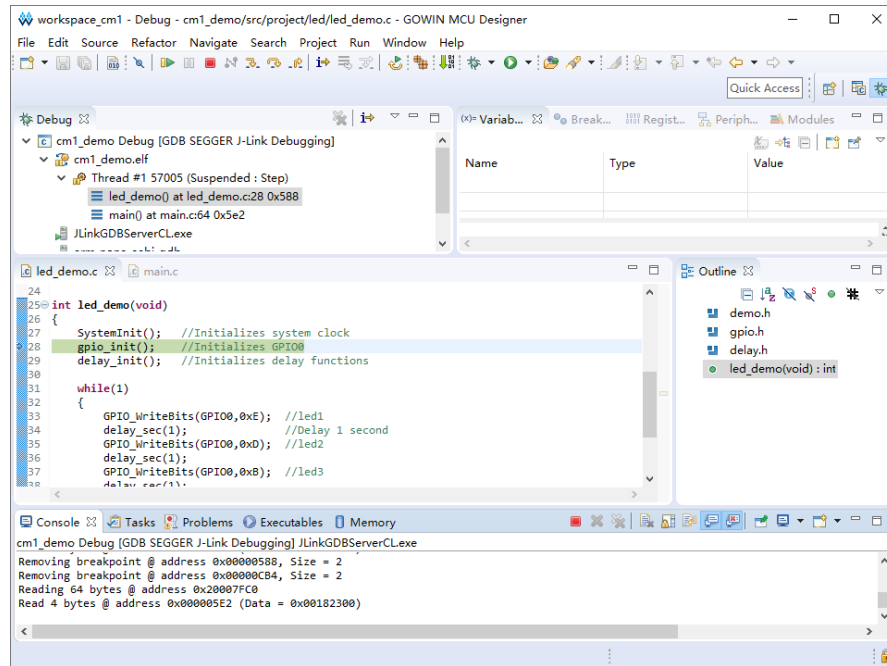 workspace_cm1 - Debug - cm1_demo/src/project/led/led_demo.c - GOWIN MCU Designer
File Edit Source Refactor Navigate Search Project Run Window Help
Quick Access
Debug
cm1_demo Debug [GDB SEGGER J-Link Debugging]
cm1_demo.elf
Thread #1 57005 (Suspended : Step)
led_demo() at led_demo.c:28 0x588
main() at main.c:64 0x5e2
JLinkGDBServerCL.exe
(x)= Variab... Break... Regist... Periph... Modules
Name Type Value
led_demo.c main.c
24
25 int led_demo(void)
26 {
27 SystemInit(); //Initializes system clock
28 gpio_init(); //Initializes GPIO0
29 delay_init(); //Initializes delay functions
30
31 while(1)
32 {
33 GPIO_WriteBits(GPIO0,0xE); //led1
34 delay_sec(1); //Delay 1 second
35 GPIO_WriteBits(GPIO0,0xD); //led2
36 delay_sec(1);
37 GPIO_WriteBits(GPIO0,0xB); //led3
38 delay_sec(1);
Outline
demo.h
gpio.h
delay.h
led_demo(void) : int
Console Tasks Problems Executables Memory
cm1_demo Debug [GDB SEGGER J-Link Debugging] JLinkGDBServerCL.exe
Removing breakpoint @ address 0x00000588, Size = 2
Removing breakpoint @ address 0x00000CB4, Size = 2
Reading 64 bytes @ address 0x20007FC0
Read 4 bytes @ address 0x000005E2 (Data = 0x00182300)